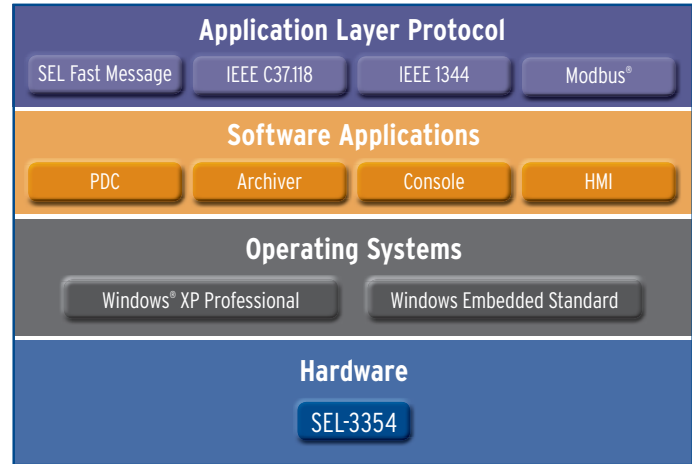 Application Layer Protocol
SEL Fast Message IEEE C37.118 IEEE 1344 Modbus®
Software Applications
PDC Archiver Console HMI
Operating Systems
Windows® XP Professional Windows Embedded Standard
Hardware
SEL-3354